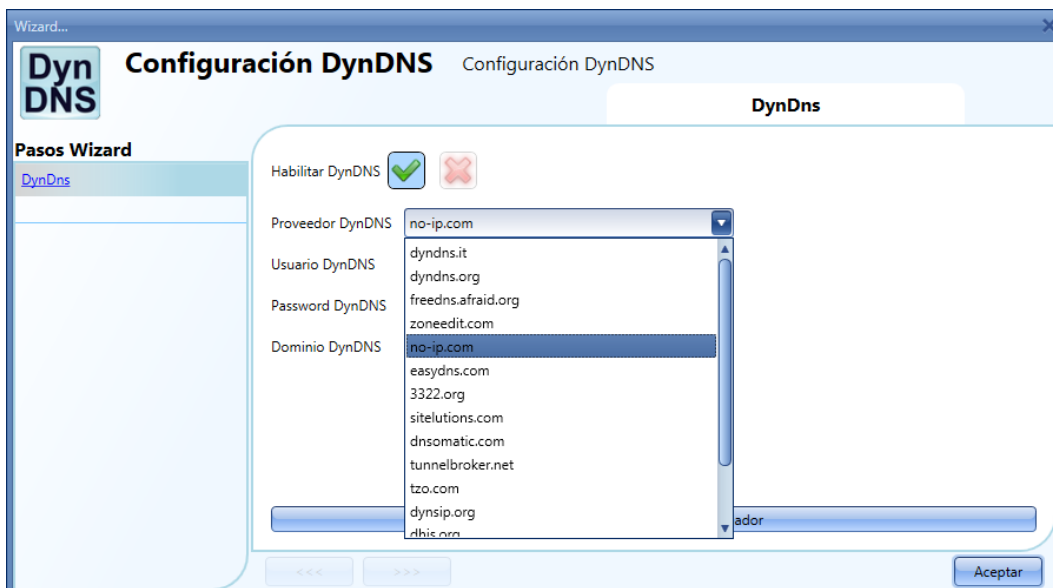 Wizard...
Dyn
DNS
Configuración DynDNS
Configuración DynDNS
DynDns
Pasos Wizard
DynDns
Habilitar DynDNS
Proveedor DynDNS
no-ip.com
Usuario DynDNS
Password DynDNS
Dominio DynDNS
dyndns.it
dyndns.org
freedns.afraid.org
zoneedit.com
no-ip.com
easydns.com
3322.org
sitelutions.com
dnsomatic.com
tunnelbroker.net
tzo.com
dynsip.org
dhis.org
ador
<<<
>>>
Aceptar